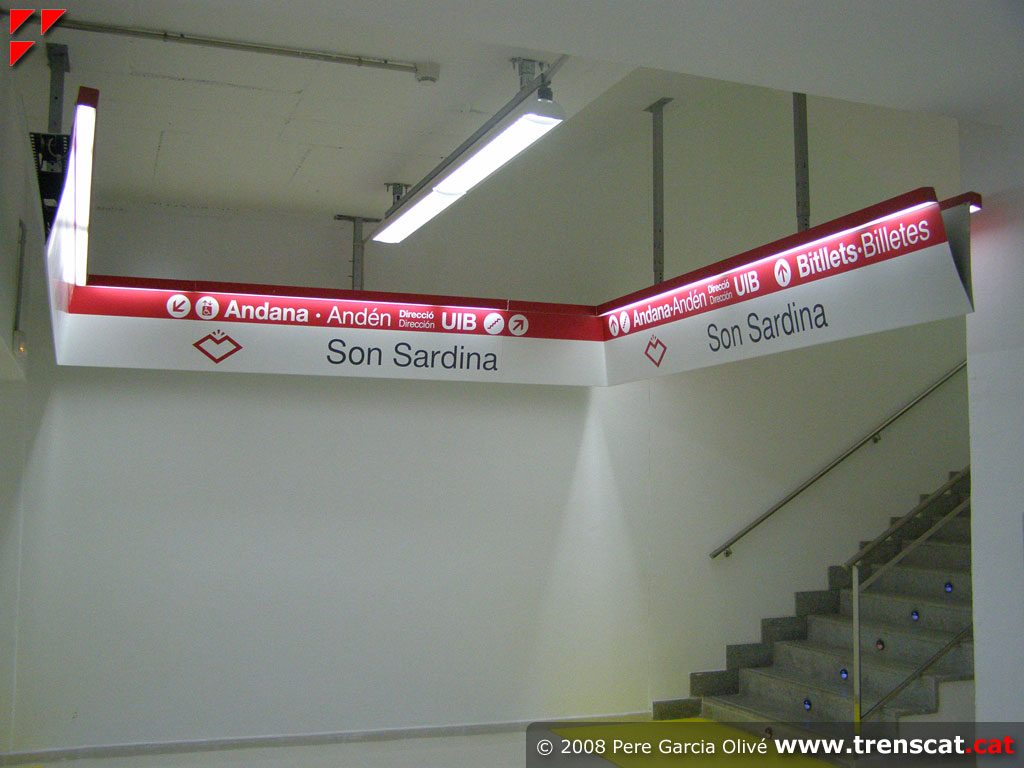 Andana · Andén Direcció UIB
Dirección
Son Sardina
Andana · Andén Direcció UIB Bitllets · Billetes
Dirección
Son Sardina
© 2008 Pere Garcia Olivé www.trenscat.cat